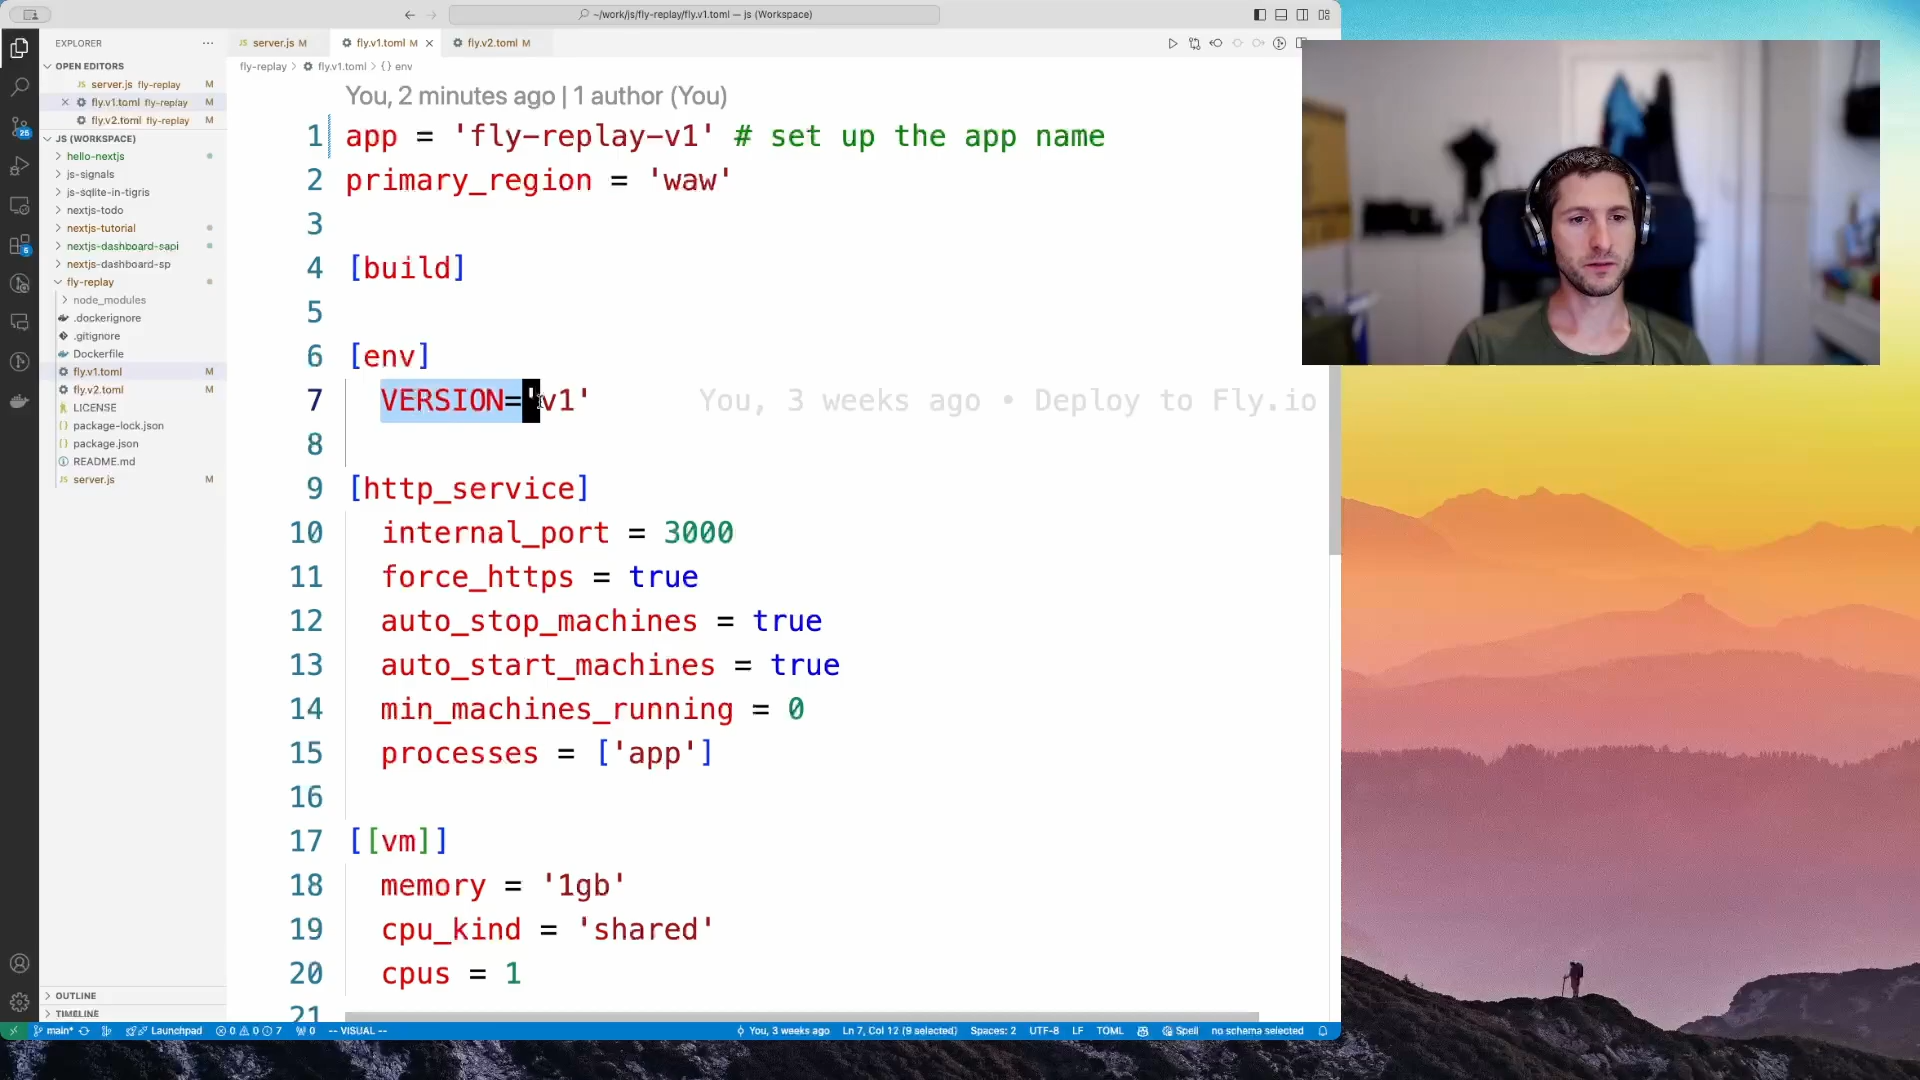 ~/work/js/fly-replay/fly.v1.toml — js (Workspace)
EXPLORER
OPEN EDITORS
JS server.js fly-replay M
fly.v1.toml fly-replay M
fly.v2.toml fly-replay M
JS (WORKSPACE)
hello-nextjs
js-signals
js-sqlite-in-tigris
nextjs-todo
nextjs-tutorial
nextjs-dashboard-sapi
nextjs-dashboard-sp
fly-replay
node_modules
.dockerignore
.gitignore
Dockerfile
fly.v1.toml M
fly.v2.toml M
LICENSE
package-lock.json
package.json
README.md
JS server.js M
OUTLINE
TIMELINE
JS server.js M
fly.v1.toml M
fly.v2.toml M
fly-replay > fly.v1.toml > {} env
You, 2 minutes ago | 1 author (You)
1 app = 'fly-replay-v1' # set up the app name
2 primary_region = 'waw'
3
4 [build]
5
6 [env]
7 VERSION='v1' You, 3 weeks ago • Deploy to Fly.io
8
9 [http_service]
10 internal_port = 3000
11 force_https = true
12 auto_stop_machines = true
13 auto_start_machines = true
14 min_machines_running = 0
15 processes = ['app']
16
17 [[vm]]
18 memory = '1gb'
19 cpu_kind = 'shared'
20 cpus = 1
21
main* Launchpad 0 0 7 0 -- VISUAL -- You, 3 weeks ago Ln 7, Col 12 (9 selected) Spaces: 2 UTF-8 LF TOML Spell no schema selected